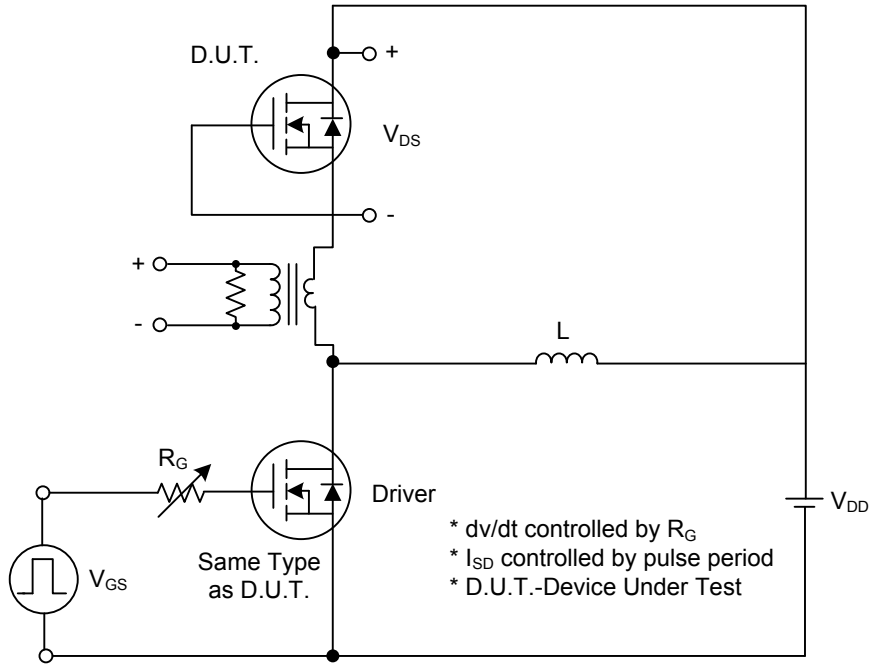 D.U.T.
+
V_DS
-
+
-
L
R_G
Driver
V_DD
V_GS
Same Type
as D.U.T.
* dv/dt controlled by R_G
* I_SD controlled by pulse period
* D.U.T.-Device Under Test